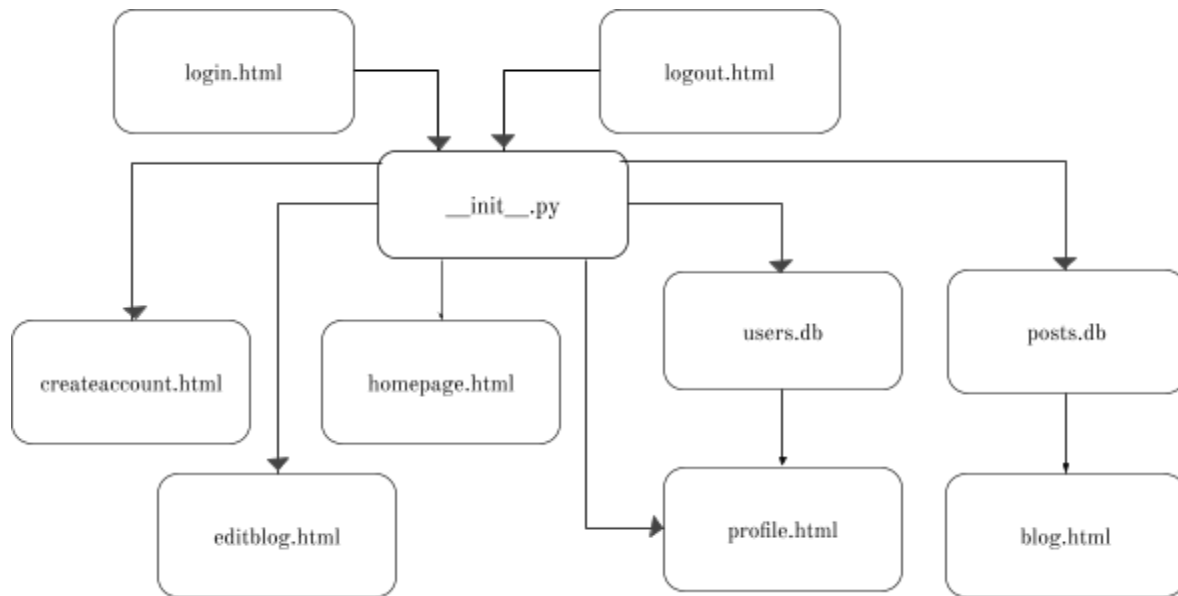 login.html
logout.html
__init__.py
users.db
posts.db
createaccount.html
homepage.html
editblog.html
profile.html
blog.html